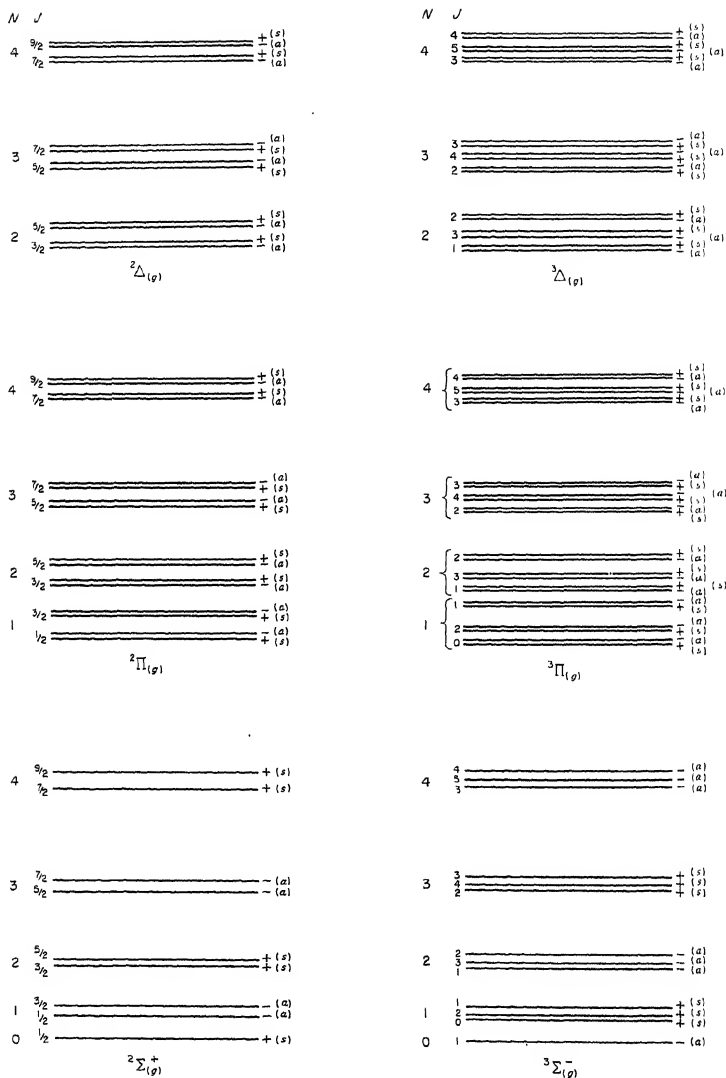 N J
4
9/2 + (s)
− (a)
7/2 + (s)
− (a)
3
7/2 − (a)
+ (s)
5/2 − (a)
+ (s)
2
5/2 + (s)
− (a)
3/2 + (s)
− (a)
²Δ(g)
4
9/2 + (s)
− (a)
7/2 + (s)
− (a)
3
7/2 − (a)
+ (s)
5/2 − (a)
+ (s)
2
5/2 + (s)
− (a)
3/2 + (s)
− (a)
1
3/2 − (a)
+ (s)
1/2 − (a)
+ (s)
²Π(g)
4
9/2 + (s)
7/2 + (s)
3
7/2 − (a)
5/2 − (a)
2
5/2 + (s)
3/2 + (s)
1
3/2 − (a)
1/2 − (a)
0 1/2 + (s)
²Σ⁺(g)
N J
4
4 + (s)
− (a)
5 + (s)
− (a)
3 + (s)
− (a)
3
3 − (a)
+ (s)
4 − (a)
+ (s)
2 − (a)
+ (s)
2
2 + (s)
− (a)
3 + (s)
− (a)
1 + (s)
− (a)
³Δ(g)
4
4 + (s)
− (a)
5 + (s)
− (a)
3 + (s)
− (a)
3
3 − (a)
+ (s)
4 − (a)
+ (s)
2 − (a)
+ (s)
2
2 + (s)
− (a)
3 + (s)
− (a)
1 + (s)
− (a)
1
1 − (a)
+ (s)
2 − (a)
+ (s)
0 − (a)
+ (s)
³Π(g)
4
4 − (a)
5 − (a)
3 − (a)
3
3 + (s)
4 + (s)
2 + (s)
2
2 − (a)
3 − (a)
1 − (a)
1
1 + (s)
2 + (s)
0 + (s)
0 1 − (a)
³Σ⁻(g)